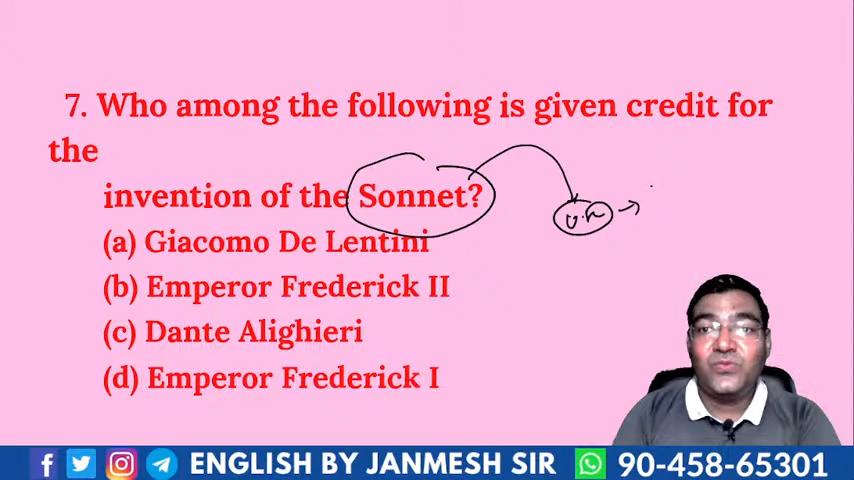 7. Who among the following is given credit for
the
invention of the Sonnet?
(a) Giacomo De Lentini
(b) Emperor Frederick II
(c) Dante Alighieri
(d) Emperor Frederick I
ENGLISH BY JANMESH SIR 90-458-65301